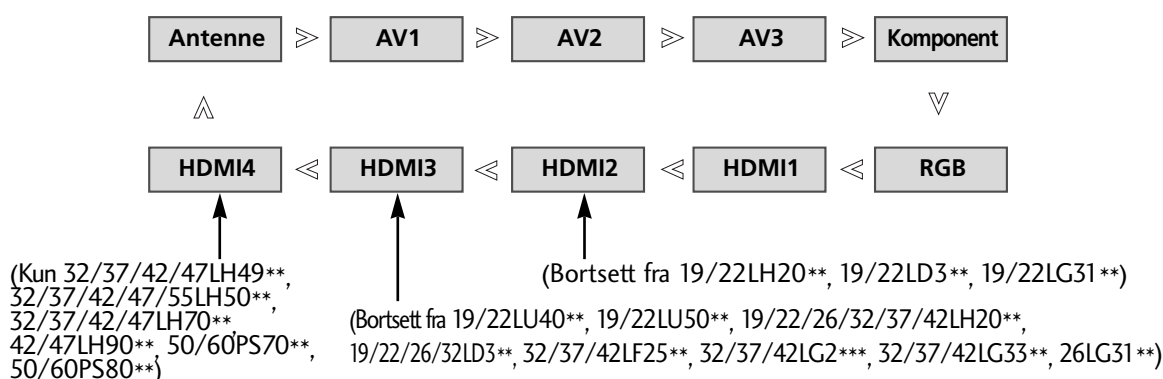 Antenne AV1 AV2 AV3 Komponent
HDMI4 HDMI3 HDMI2 HDMI1 RGB
(Kun 32/37/42/47LH49**,
32/37/42/47/55LH50**,
32/37/42/47LH70**,
42/47LH90**, 50/60PS70**,
50/60PS80**)
(Bortsett fra 19/22LH20**, 19/22LD3**, 19/22LG31**)
(Bortsett fra 19/22LU40**, 19/22LU50**, 19/22/26/32/37/42LH20**,
19/22/26/32LD3**, 32/37/42LF25**, 32/37/42LG2***, 32/37/42LG33**, 26LG31**)